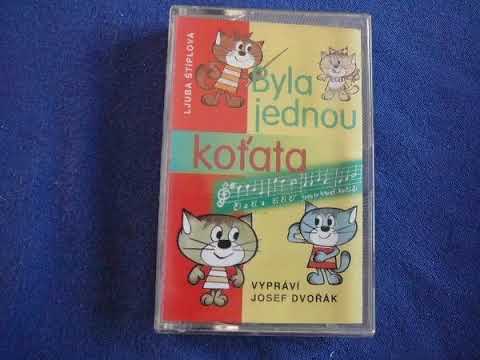 LJUBA ŠTÍPLOVÁ
Byla
jednou
koťata
VYPRÁVÍ
JOSEF DVOŘÁK